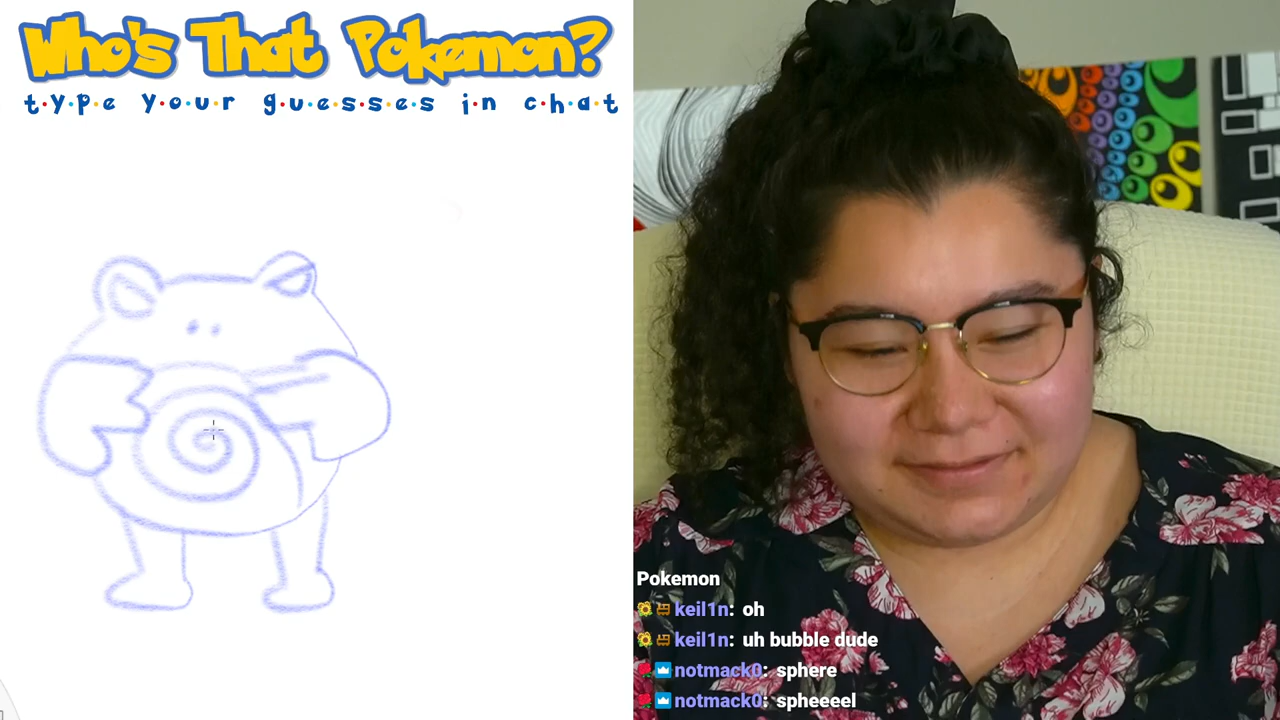 Who's That Pokemon?
type your guesses in chat
Pokemon
keil1n: oh
keil1n: uh bubble dude
notmack0: sphere
notmack0: spheeeel